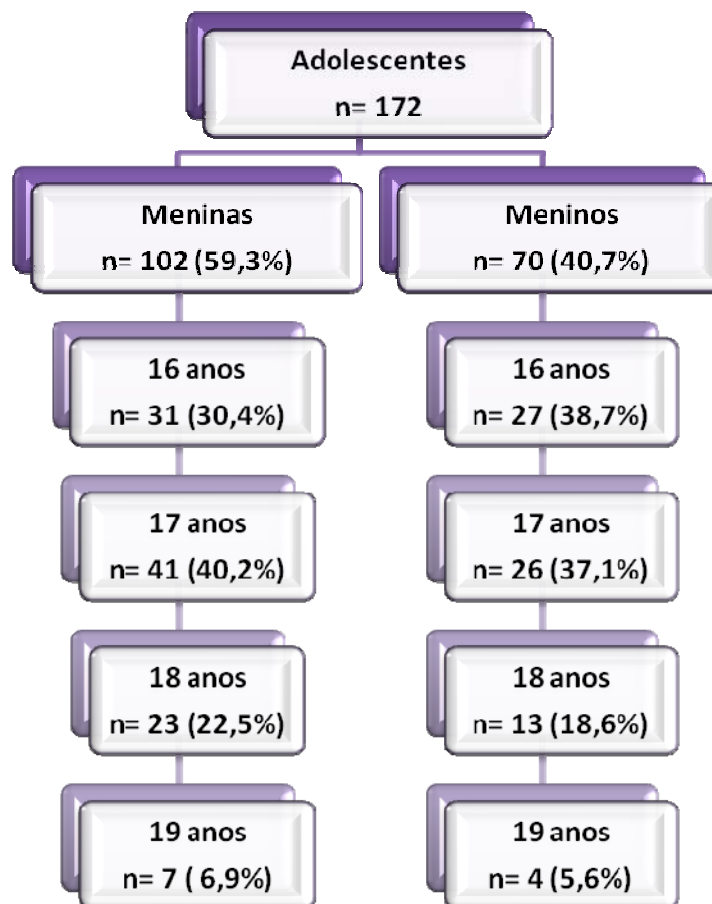 Adolescentes
n= 172
Meninas
n= 102 (59,3%)
Meninos
n= 70 (40,7%)
16 anos
n= 31 (30,4%)
16 anos
n= 27 (38,7%)
17 anos
n= 41 (40,2%)
17 anos
n= 26 (37,1%)
18 anos
n= 23 (22,5%)
18 anos
n= 13 (18,6%)
19 anos
n= 7 ( 6,9%)
19 anos
n= 4 (5,6%)